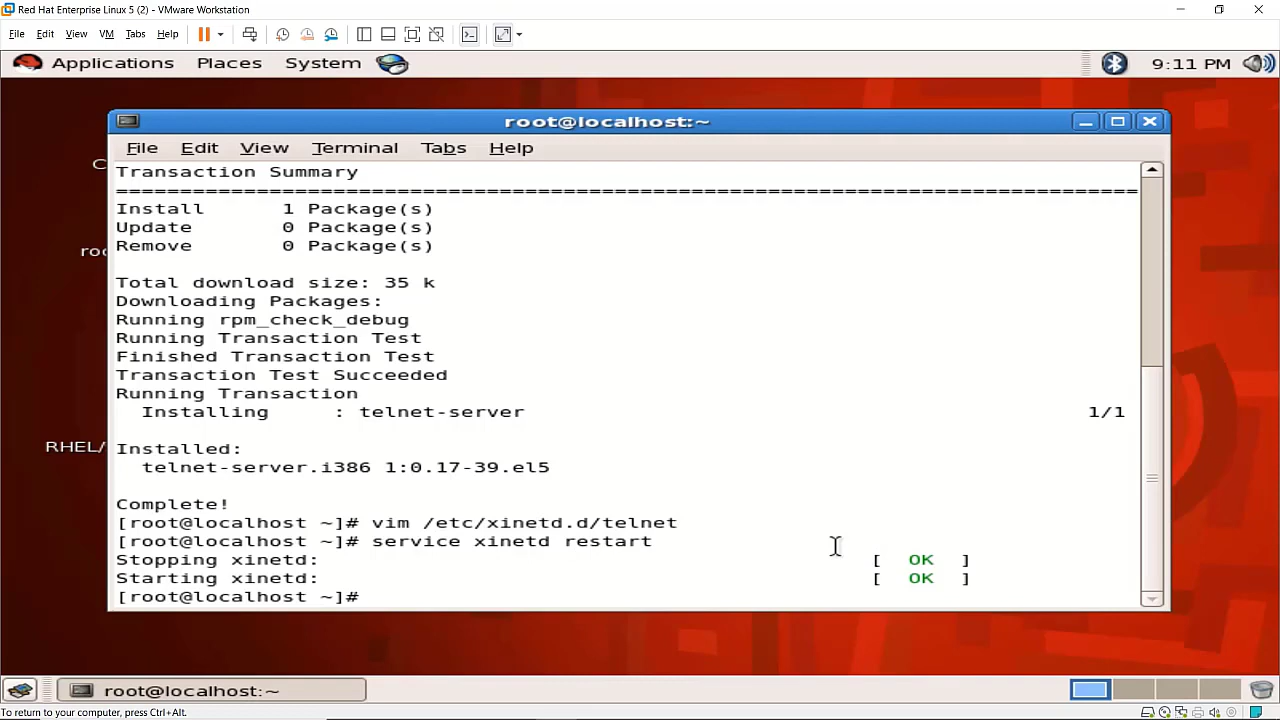 Red Hat Enterprise Linux 5 (2) - VMware Workstation
File Edit View VM Tabs Help
Applications Places System 9:11 PM
root@localhost:~
File Edit View Terminal Tabs Help
Transaction Summary
================================================================================
Install 1 Package(s)
Update 0 Package(s)
Remove 0 Package(s)
Total download size: 35 k
Downloading Packages:
Running rpm_check_debug
Running Transaction Test
Finished Transaction Test
Transaction Test Succeeded
Running Transaction
Installing : telnet-server 1/1
Installed:
telnet-server.i386 1:0.17-39.el5
Complete!
[root@localhost ~]# vim /etc/xinetd.d/telnet
[root@localhost ~]# service xinetd restart
Stopping xinetd: [ OK ]
Starting xinetd: [ OK ]
[root@localhost ~]#
C
roo
RHEL/
root@localhost:~
To return to your computer, press Ctrl+Alt.